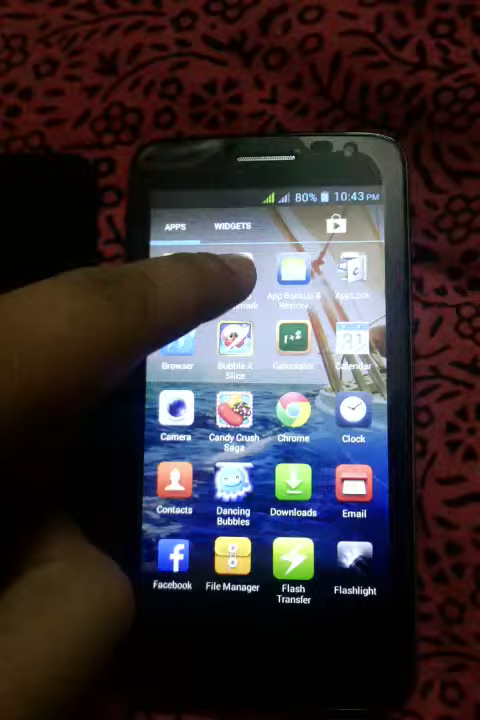 80% 10:43 PM
APPS WIDGETS
App Backup & AppLock
Restore
Browser Bubble X Calculator Calendar
Slice
31
Camera Candy Crush Chrome Clock
Saga
Contacts Dancing Downloads Email
Bubbles
Facebook File Manager Flash Flashlight
Transfer